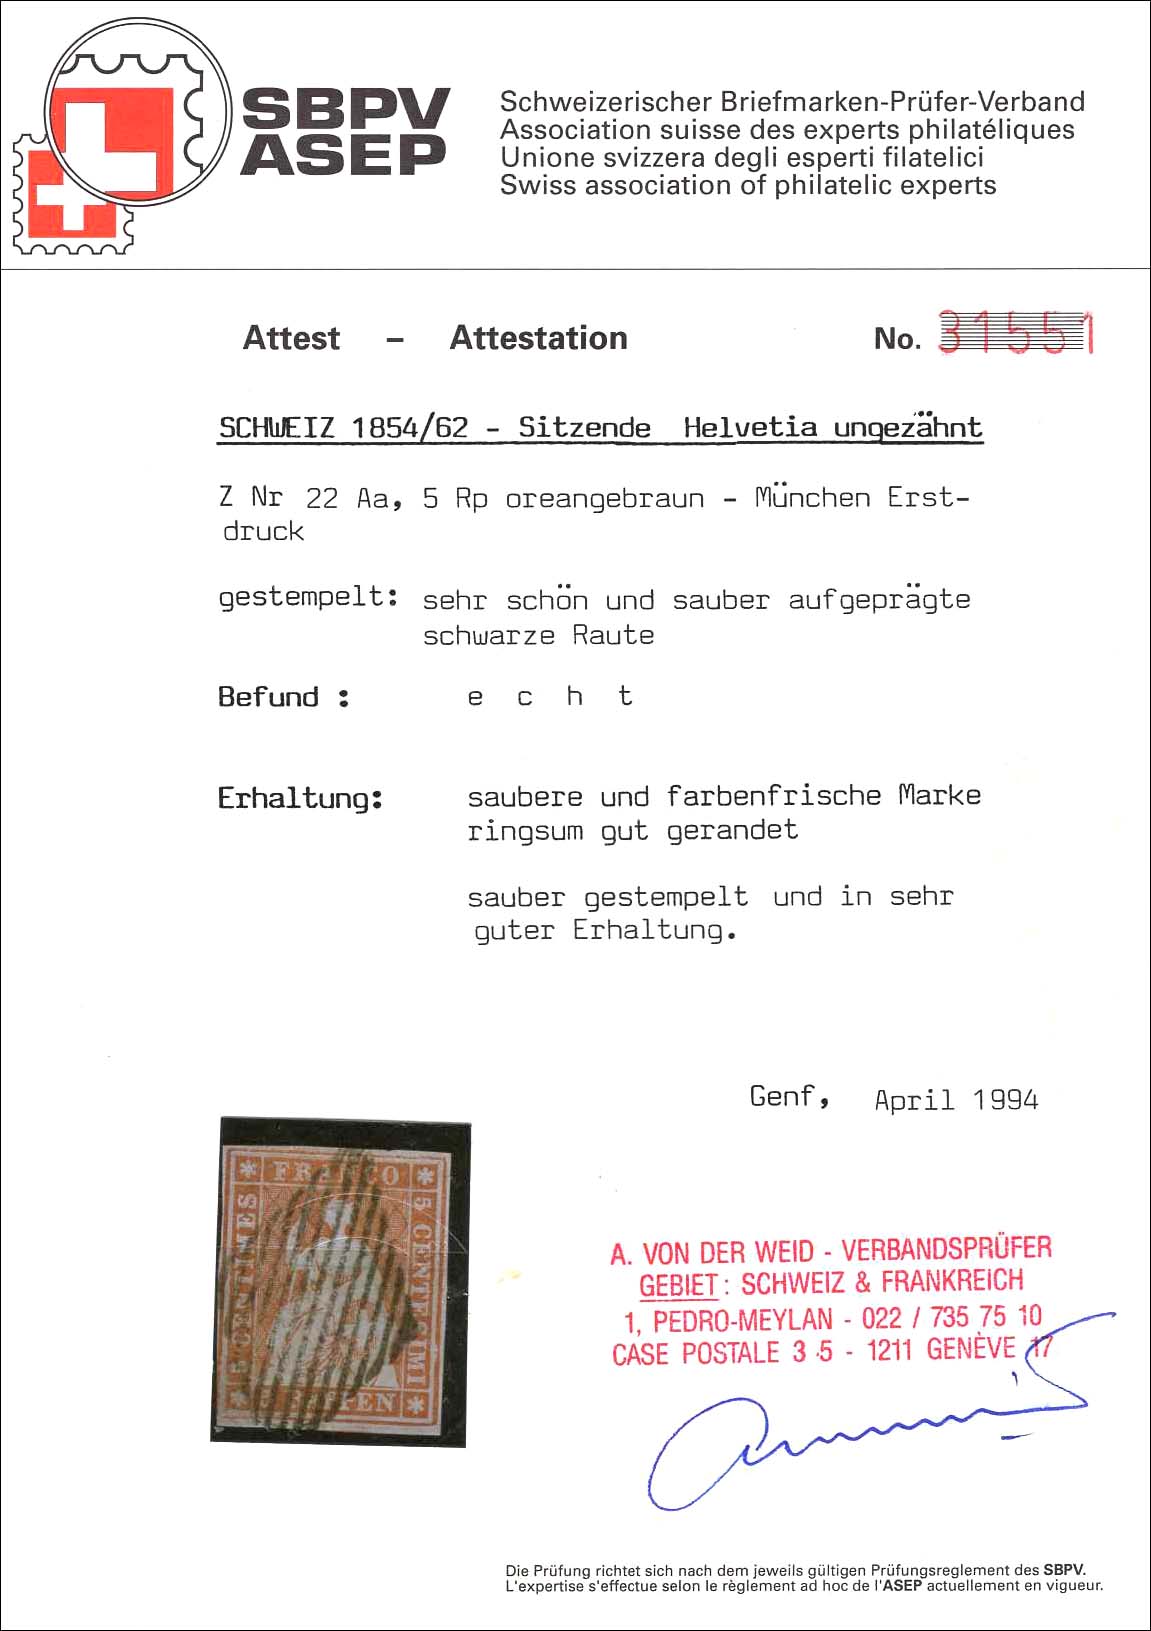 SBPV
ASEP
Schweizerischer Briefmarken-Prüfer-Verband
Association suisse des experts philatéliques
Unione svizzera degli esperti filatelici
Swiss association of philatelic experts
Attest – Attestation No. 31551
SCHWEIZ 1854/62 - Sitzende Helvetia ungezähnt
Z Nr 22 Aa, 5 Rp oreangebraun - München Erst-
druck
gestempelt: sehr schön und sauber aufgeprägte
schwarze Raute
Befund : e c h t
Erhaltung: saubere und farbenfrische Marke
ringsum gut gerandet
sauber gestempelt und in sehr
guter Erhaltung.
Genf, April 1994
FRANCO
5 CENTESIMI
CENTIMES
A. VON DER WEID - VERBANDSPRÜFER
GEBIET : SCHWEIZ & FRANKREICH
1, PEDRO-MEYLAN - 022 / 735 75 10
CASE POSTALE 3 5 - 1211 GENÈVE 17
Die Prüfung richtet sich nach dem jeweils gültigen Prüfungsreglement des SBPV.
L'expertise s'effectue selon le règlement ad hoc de l'ASEP actuellement en vigueur.